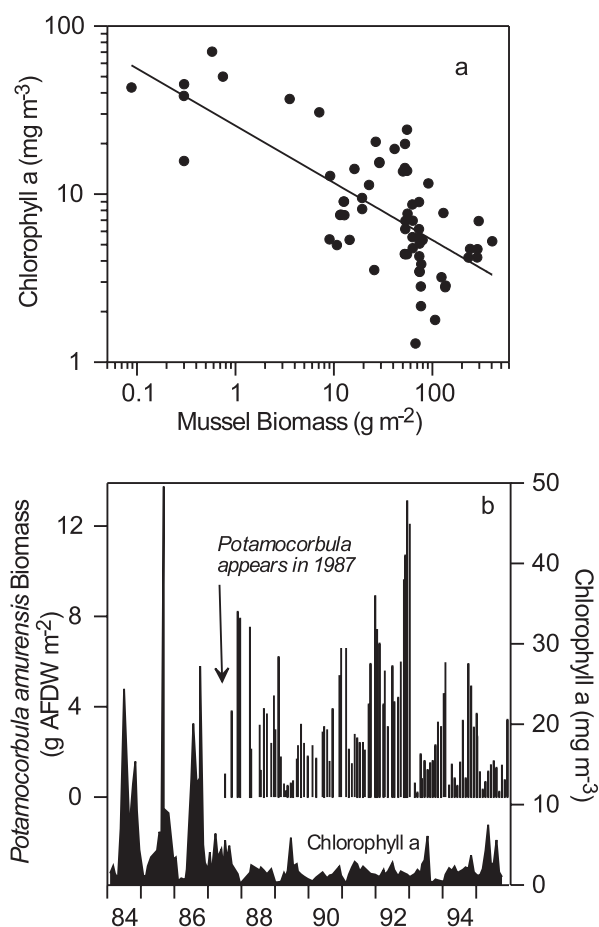 100
10
1
Chlorophyll a (mg m-3)
a
0.1
1
10
100
Mussel Biomass (g m-2)
b
12
8
4
0
Potamocorbula amurensis Biomass
(g AFDW m-2)
Potamocorbula
appears in 1987
Chlorophyll a
50
40
30
20
10
0
Chlorophyll a (mg m-3)
84
86
88
90
92
94